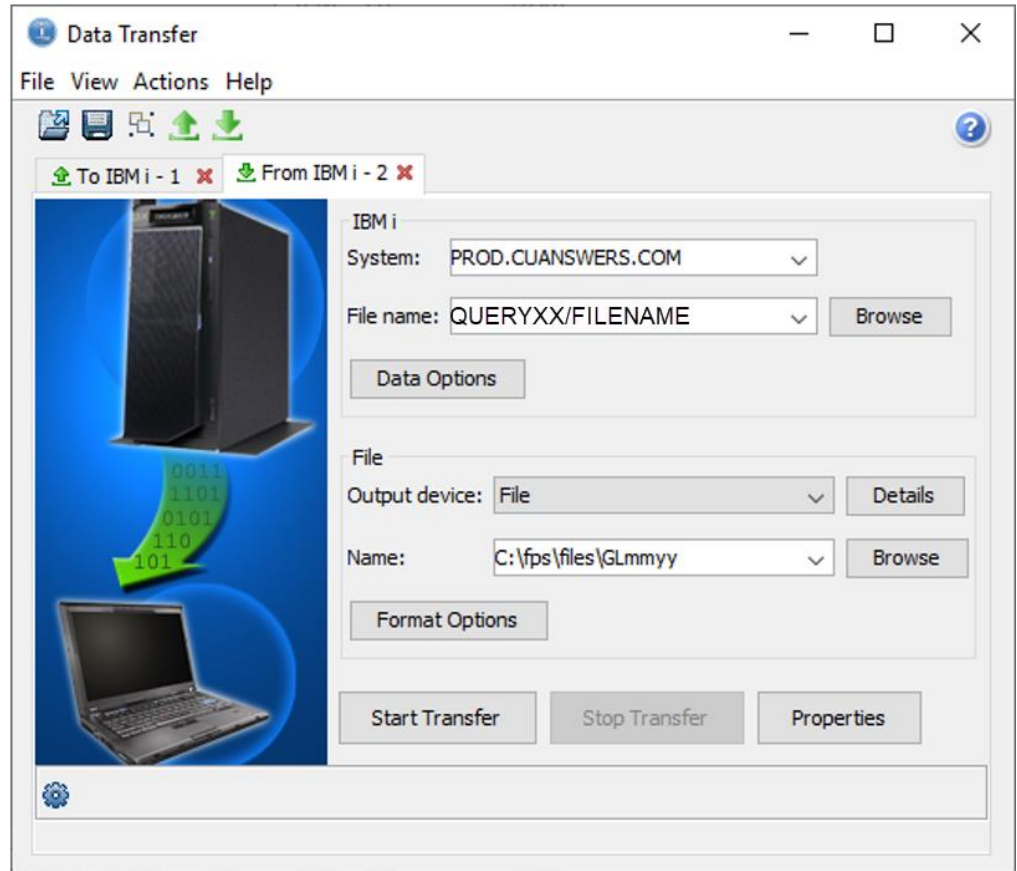 Data Transfer
File View Actions Help
To IBM i - 1 From IBM i - 2
IBM i
System: PROD.CUANSWERS.COM
File name: QUERYXX/FILENAME Browse
Data Options
File
Output device: File Details
Name: C:\fps\files\GLmmyy Browse
Format Options
0011
1101
0101
110
101
Start Transfer Stop Transfer Properties